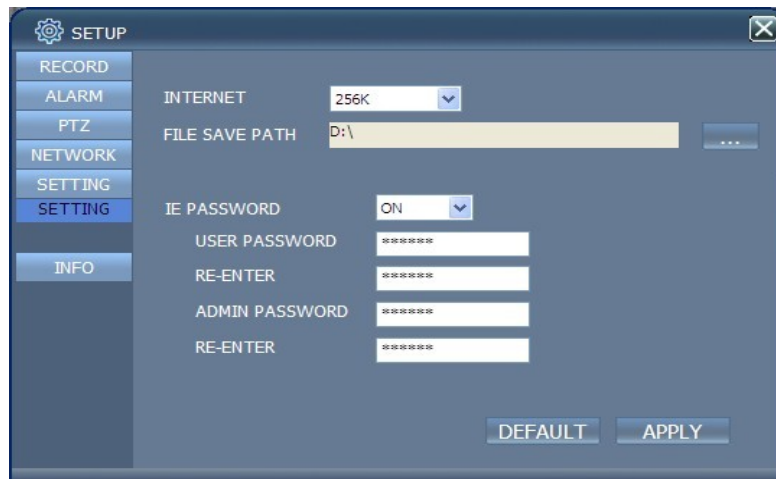 SETUP
RECORD
ALARM
PTZ
NETWORK
SETTING
SETTING
INFO
INTERNET 256K
FILE SAVE PATH D:\ ...
IE PASSWORD ON
USER PASSWORD ******
RE-ENTER ******
ADMIN PASSWORD ******
RE-ENTER ******
DEFAULT APPLY